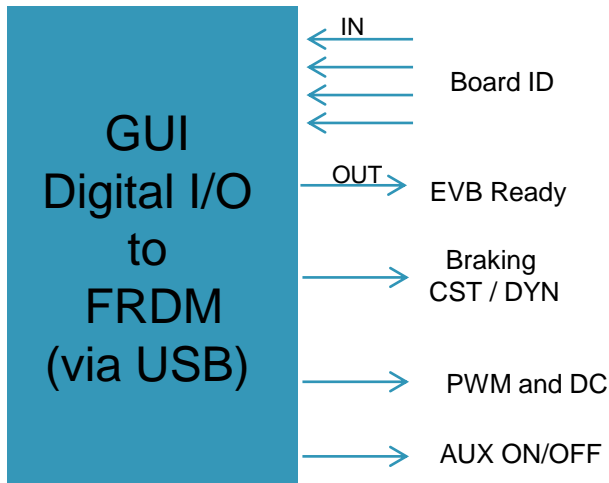 GUI
Digital I/O
to
FRDM
(via USB)
IN
Board ID
OUT
EVB Ready
Braking
CST / DYN
PWM and DC
AUX ON/OFF